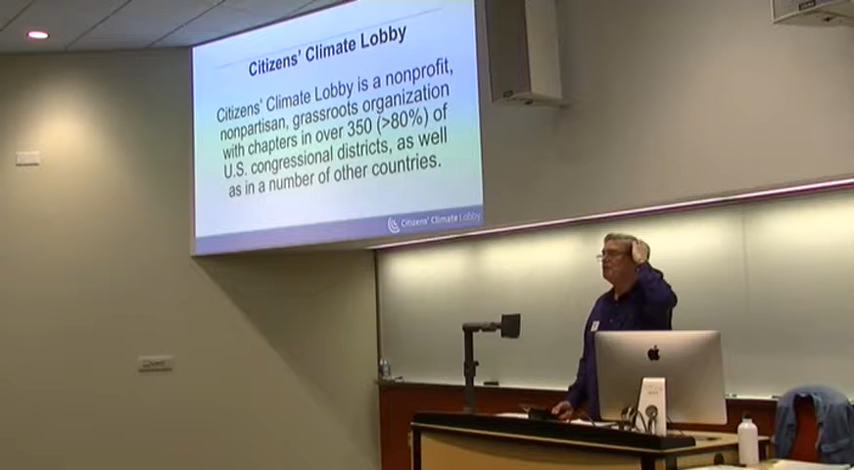 Citizens' Climate Lobby
Citizens' Climate Lobby is a nonprofit,
nonpartisan, grassroots organization
with chapters in over 350 (>80%) of
U.S. congressional districts, as well
as in a number of other countries.
Citizens' Climate Lobby